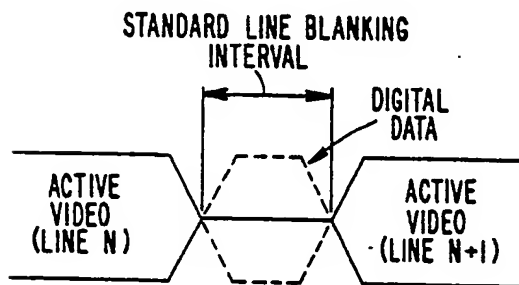 STANDARD LINE BLANKING
INTERVAL
DIGITAL
DATA
ACTIVE
VIDEO
(LINE N)
ACTIVE
VIDEO
(LINE N+1)